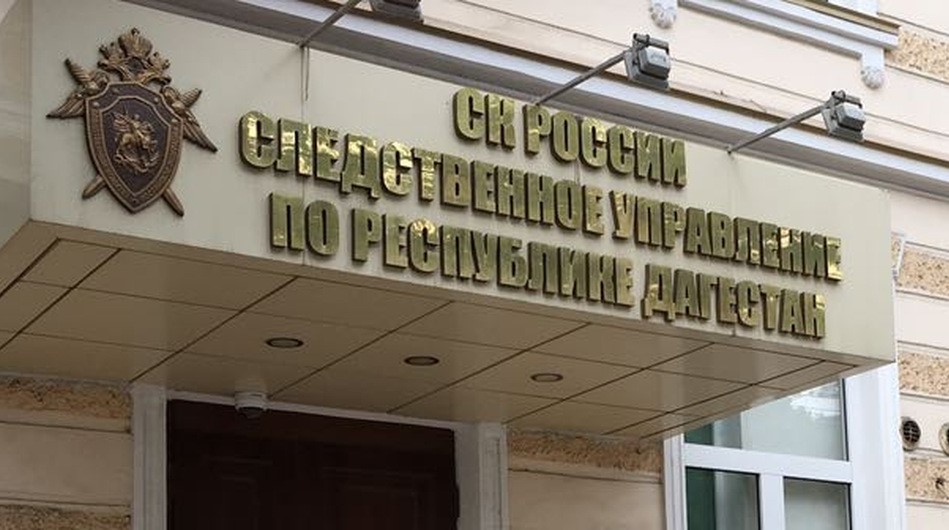 СК РОССИИ
СЛЕДСТВЕННОЕ УПРАВЛЕНИЕ
ПО РЕСПУБЛИКЕ ДАГЕСТАН